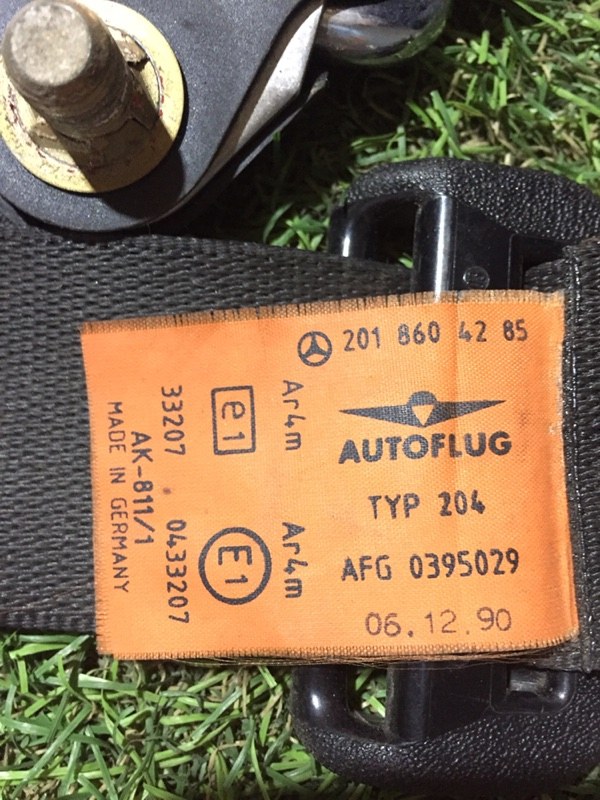 201 860 42 85
AUTOFLUG
TYP 204
AFG 0395029
06.12.90
Ar4m Ar4m
e1 E1
33207 0433207
AK-811/1
MADE IN GERMANY